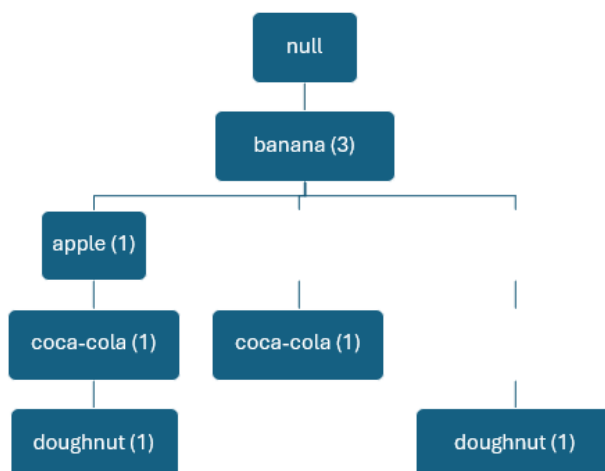 null
banana (3)
apple (1)
coca-cola (1)
coca-cola (1)
doughnut (1)
doughnut (1)